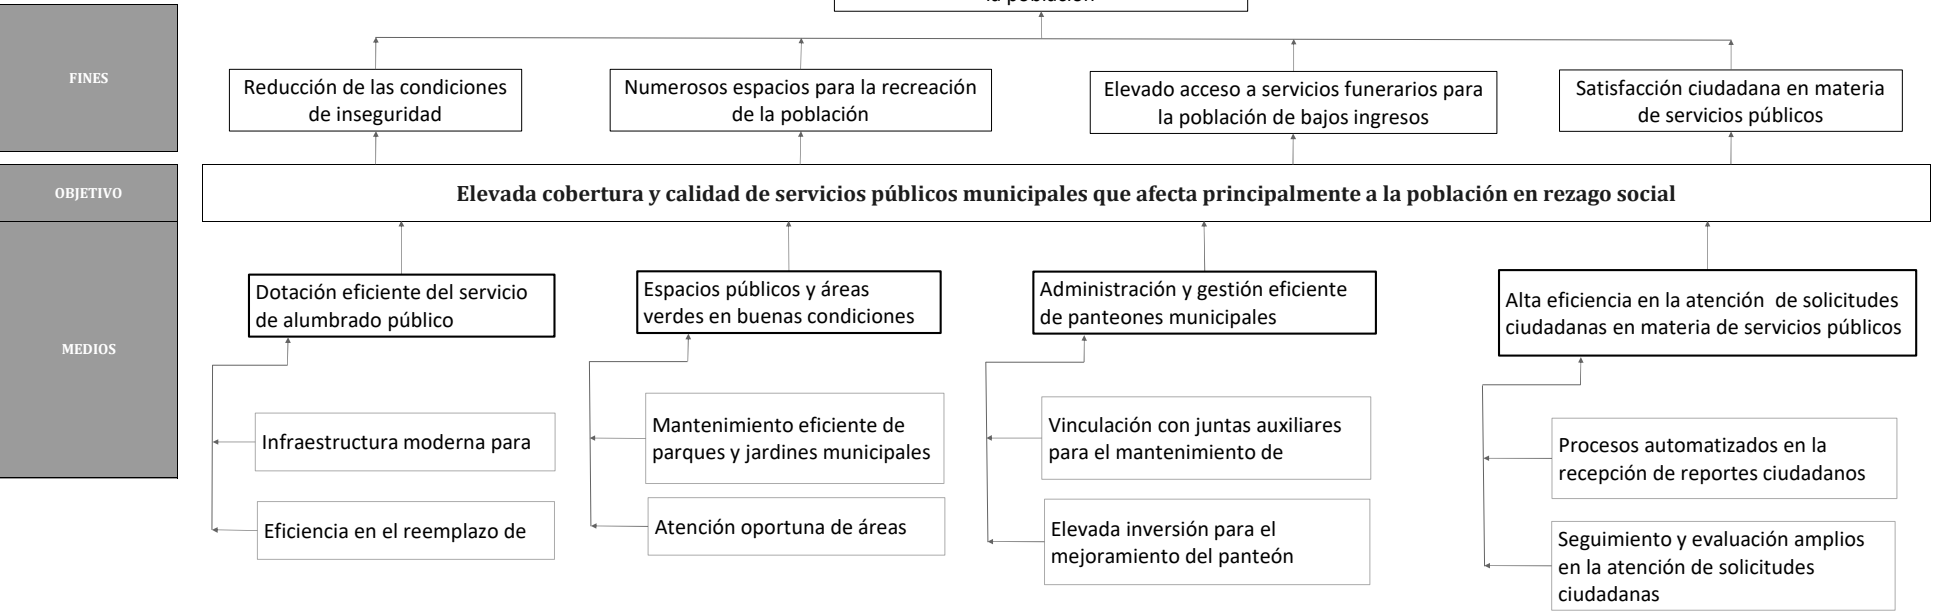 la población
FINES
Reducción de las condiciones
de inseguridad
Numerosos espacios para la recreación
de la población
Elevado acceso a servicios funerarios para
la población de bajos ingresos
Satisfacción ciudadana en materia
de servicios públicos
OBJETIVO
Elevada cobertura y calidad de servicios públicos municipales que afecta principalmente a la población en rezago social
MEDIOS
Dotación eficiente del servicio
de alumbrado público
Espacios públicos y áreas
verdes en buenas condiciones
Administración y gestión eficiente
de panteones municipales
Alta eficiencia en la atención  de solicitudes
ciudadanas en materia de servicios públicos
Infraestructura moderna para
Mantenimiento eficiente de
parques y jardines municipales
Vinculación con juntas auxiliares
para el mantenimiento de
Procesos automatizados en la
recepción de reportes ciudadanos
Eficiencia en el reemplazo de
Atención oportuna de áreas
Elevada inversión para el
mejoramiento del panteón
Seguimiento y evaluación amplios
en la atención de solicitudes
ciudadanas